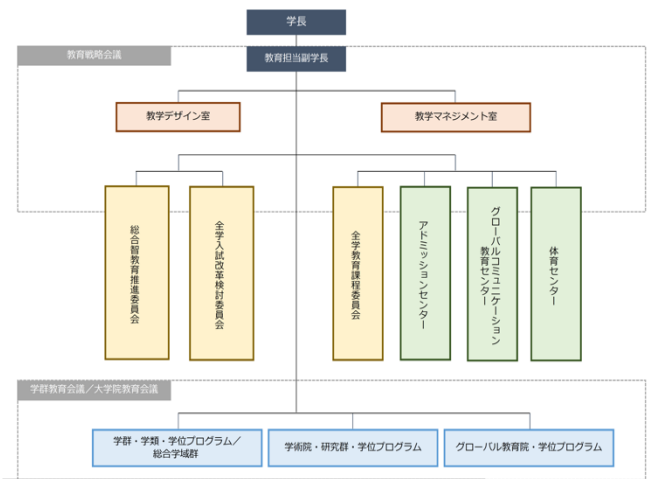 学長
教育戦略会議
教育担当副学長
教学デザイン室
教学マネジメント室
総合智教育推進委員会
全学入試改革検討委員会
全学教育課程委員会
アドミッションセンター
グローバルコミュニケーション
教育センター
体育センター
学群教育会議／大学院教育会議
学群・学類・学位プログラム／
総合学域群
学術院・研究群・学位プログラム
グローバル教育院・学位プログラム